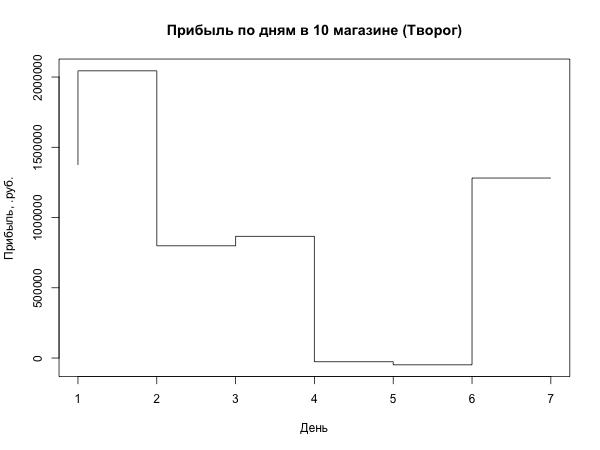 Прибыль по дням в 10 магазине (Творог)
Прибыль, .руб.
2000000
1500000
1000000
500000
0
1 2 3 4 5 6 7
День